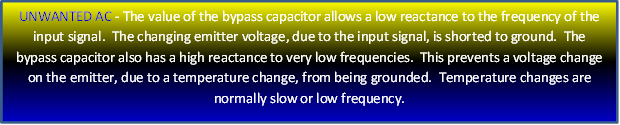 UNWANTED AC - The value of the bypass capacitor allows a low reactance to the frequency of the
input signal.  The changing emitter voltage, due to the input signal, is shorted to ground.  The
bypass capacitor also has a high reactance to very low frequencies.  This prevents a voltage change
on the emitter, due to a temperature change, from being grounded.  Temperature changes are
normally slow or low frequency.